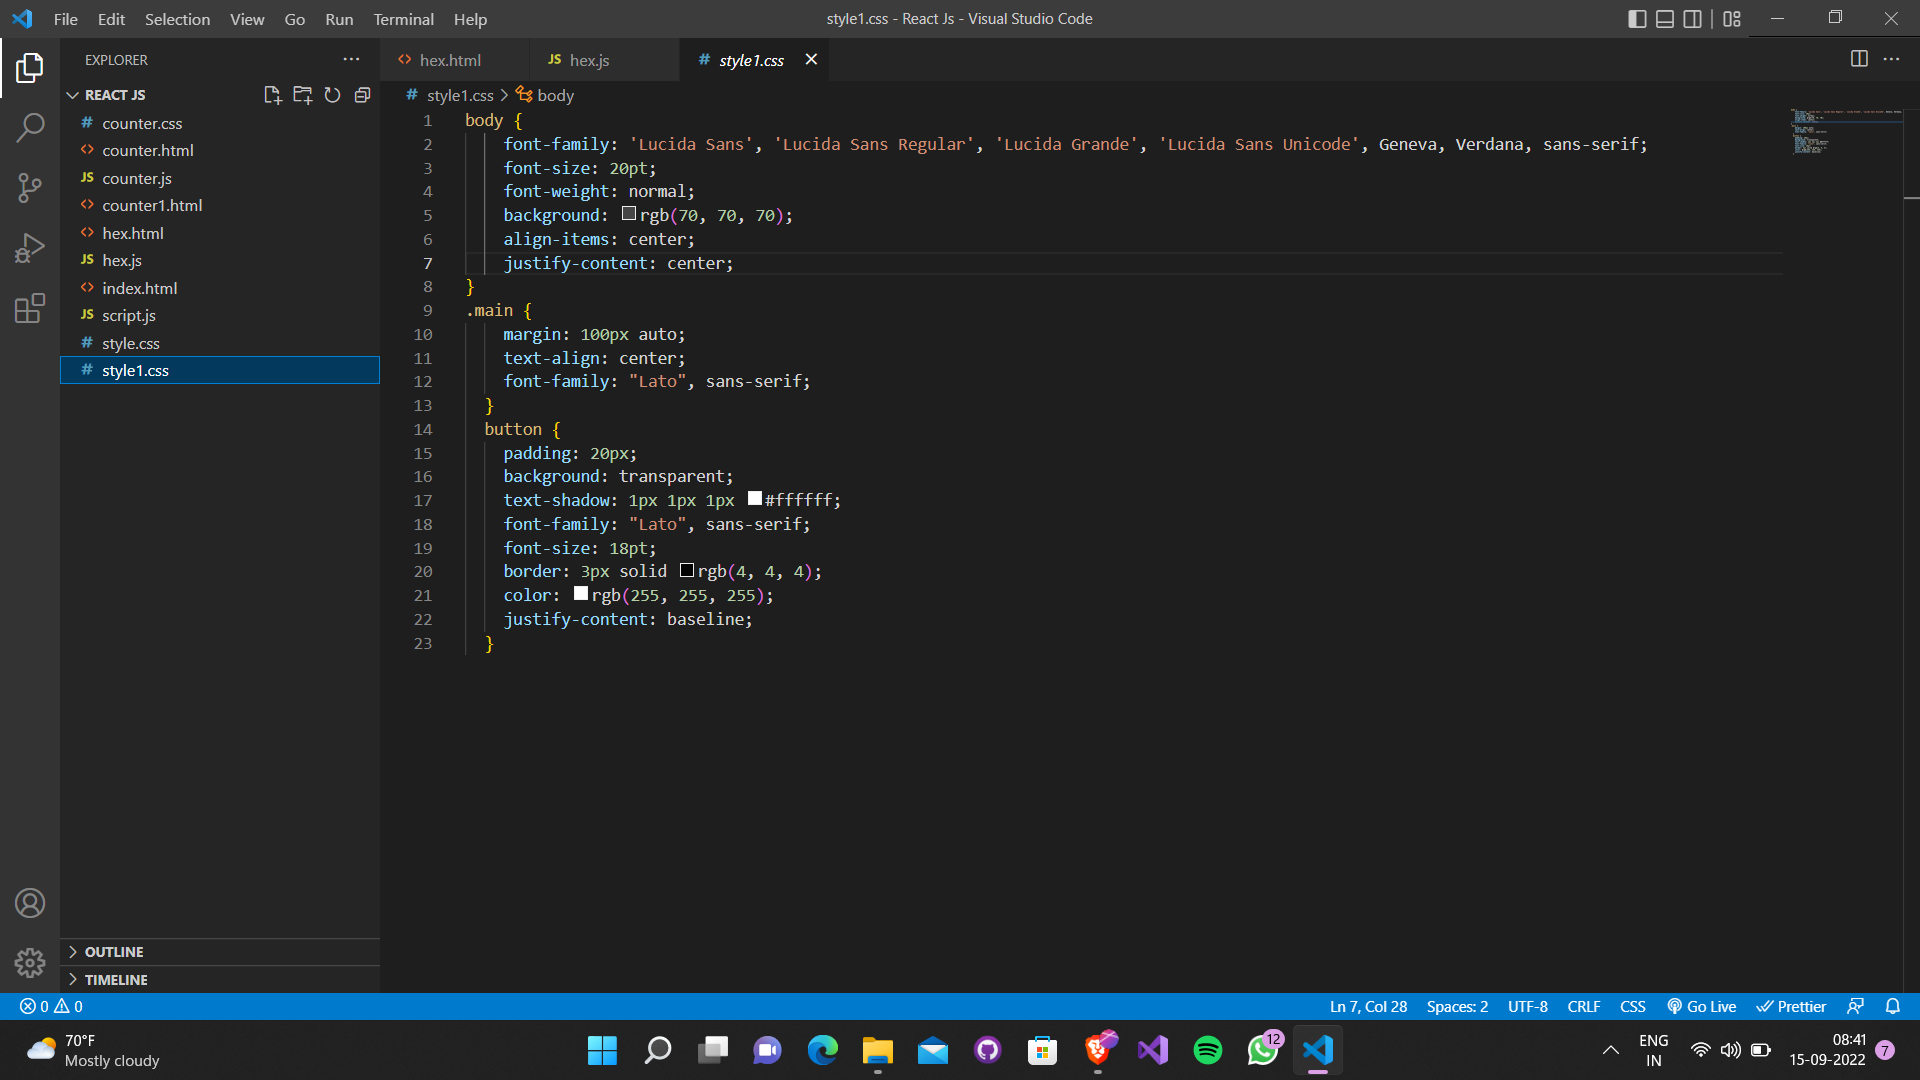 File Edit Selection View Go Run Terminal Help
style1.css - React Js - Visual Studio Code
EXPLORER
REACT JS
# counter.css
<> counter.html
JS counter.js
<> counter1.html
<> hex.html
JS hex.js
<> index.html
JS script.js
# style.css
# style1.css
OUTLINE
TIMELINE
<> hex.html
JS hex.js
# style1.css
# style1.css > body
1 body {
2 font-family: 'Lucida Sans', 'Lucida Sans Regular', 'Lucida Grande', 'Lucida Sans Unicode', Geneva, Verdana, sans-serif;
3 font-size: 20pt;
4 font-weight: normal;
5 background: rgb(70, 70, 70);
6 align-items: center;
7 justify-content: center;
8 }
9 .main {
10 margin: 100px auto;
11 text-align: center;
12 font-family: "Lato", sans-serif;
13 }
14 button {
15 padding: 20px;
16 background: transparent;
17 text-shadow: 1px 1px 1px #ffffff;
18 font-family: "Lato", sans-serif;
19 font-size: 18pt;
20 border: 3px solid rgb(4, 4, 4);
21 color: rgb(255, 255, 255);
22 justify-content: baseline;
23 }
0 0
Ln 7, Col 28 Spaces: 2 UTF-8 CRLF CSS Go Live Prettier
70°F
Mostly cloudy
12
ENG
IN
08:41
15-09-2022
7